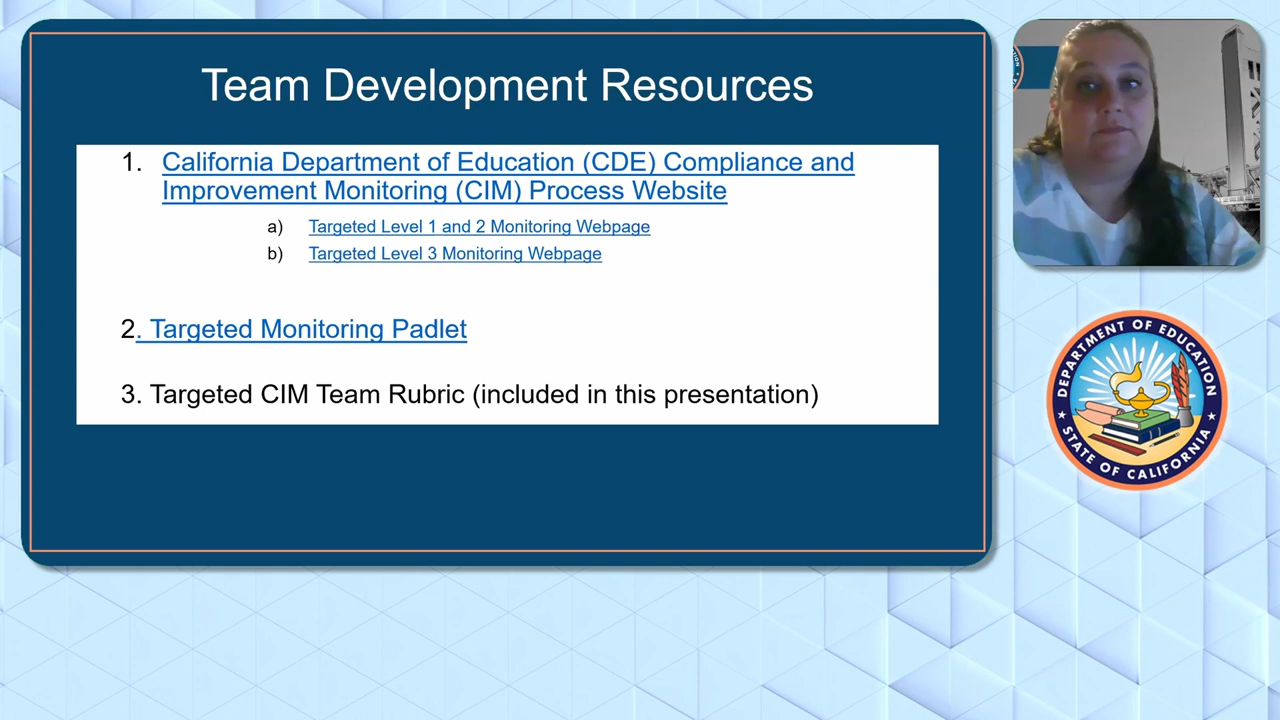 Team Development Resources
1. California Department of Education (CDE) Compliance and
Improvement Monitoring (CIM) Process Website
a) Targeted Level 1 and 2 Monitoring Webpage
b) Targeted Level 3 Monitoring Webpage
2. Targeted Monitoring Padlet
3. Targeted CIM Team Rubric (included in this presentation)
DEPARTMENT OF EDUCATION
STATE OF CALIFORNIA